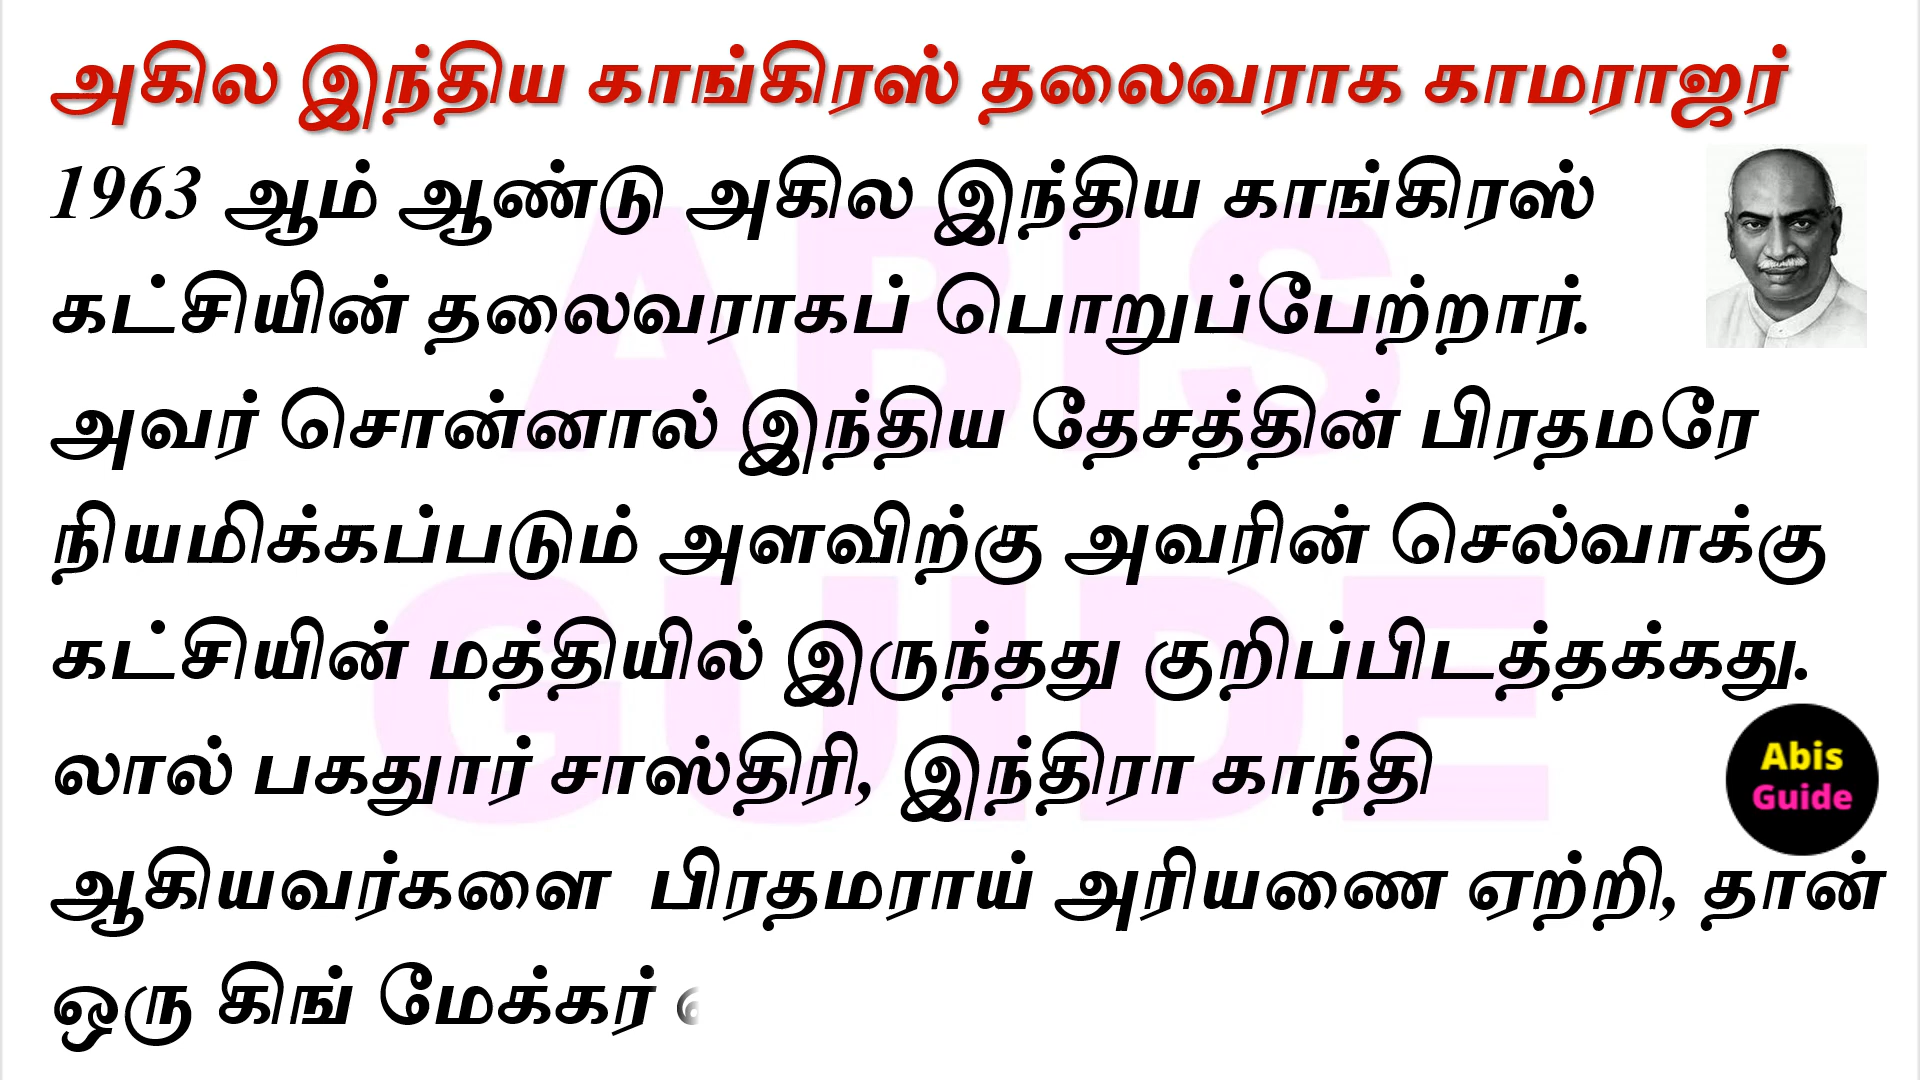 அகில இந்திய காங்கிரஸ் தலைவராக காமராஜர்
1963 ஆம் ஆண்டு அகில இந்திய காங்கிரஸ்
கட்சியின் தலைவராகப் பொறுப்பேற்றார்.
அவர் சொன்னால் இந்திய தேசத்தின் பிரதமரே
நியமிக்கப்படும் அளவிற்கு அவரின் செல்வாக்கு
கட்சியின் மத்தியில் இருந்தது குறிப்பிடத்தக்கது.
லால் பகதுார் சாஸ்திரி, இந்திரா காந்தி
ஆகியவர்களை பிரதமராய் அரியணை ஏற்றி, தான்
ஒரு கிங் மேக்கர்
ABIS
GUIDE
Abis
Guide